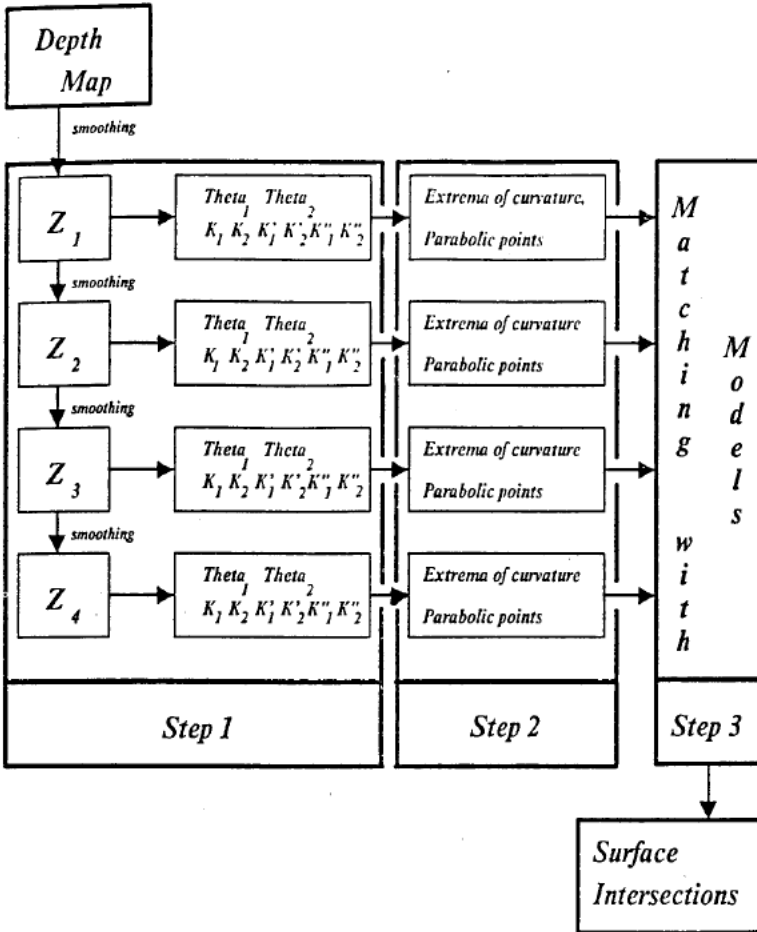 Depth
Map
smoothing
Z1
Theta1 Theta2
K1 K2 K'1 K'2 K"1 K"2
Extrema of curvature,
Parabolic points
smoothing
Z2
Theta1 Theta2
K1 K2 K'1 K'2 K"1 K"2
Extrema of curvature
Parabolic points
smoothing
Z3
Theta1 Theta2
K1 K2 K'1 K'2 K"1 K"2
Extrema of curvature
Parabolic points
smoothing
Z4
Theta1 Theta2
K1 K2 K'1 K'2 K"1 K"2
Extrema of curvature
Parabolic points
Matching with
Models
Step 1
Step 2
Step 3
Surface
Intersections